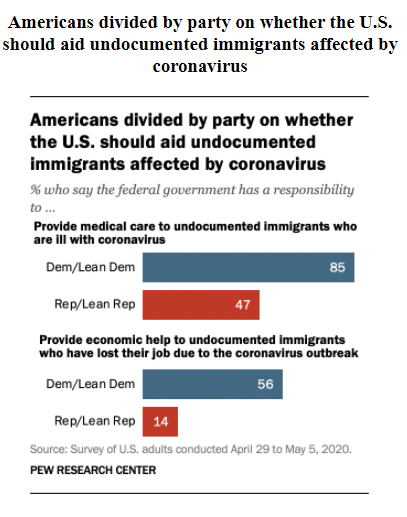 Americans divided by party on whether the U.S.
should aid undocumented immigrants affected by
coronavirus
Americans divided by party on whether
the U.S. should aid undocumented
immigrants affected by coronavirus
% who say the federal government has a responsibility
to ...
Provide medical care to undocumented immigrants who
are ill with coronavirus
Dem/Lean Dem 85
Rep/Lean Rep 47
Provide economic help to undocumented immigrants
who have lost their job due to the coronavirus outbreak
Dem/Lean Dem 56
Rep/Lean Rep 14
Source: Survey of U.S. adults conducted April 29 to May 5, 2020.
PEW RESEARCH CENTER